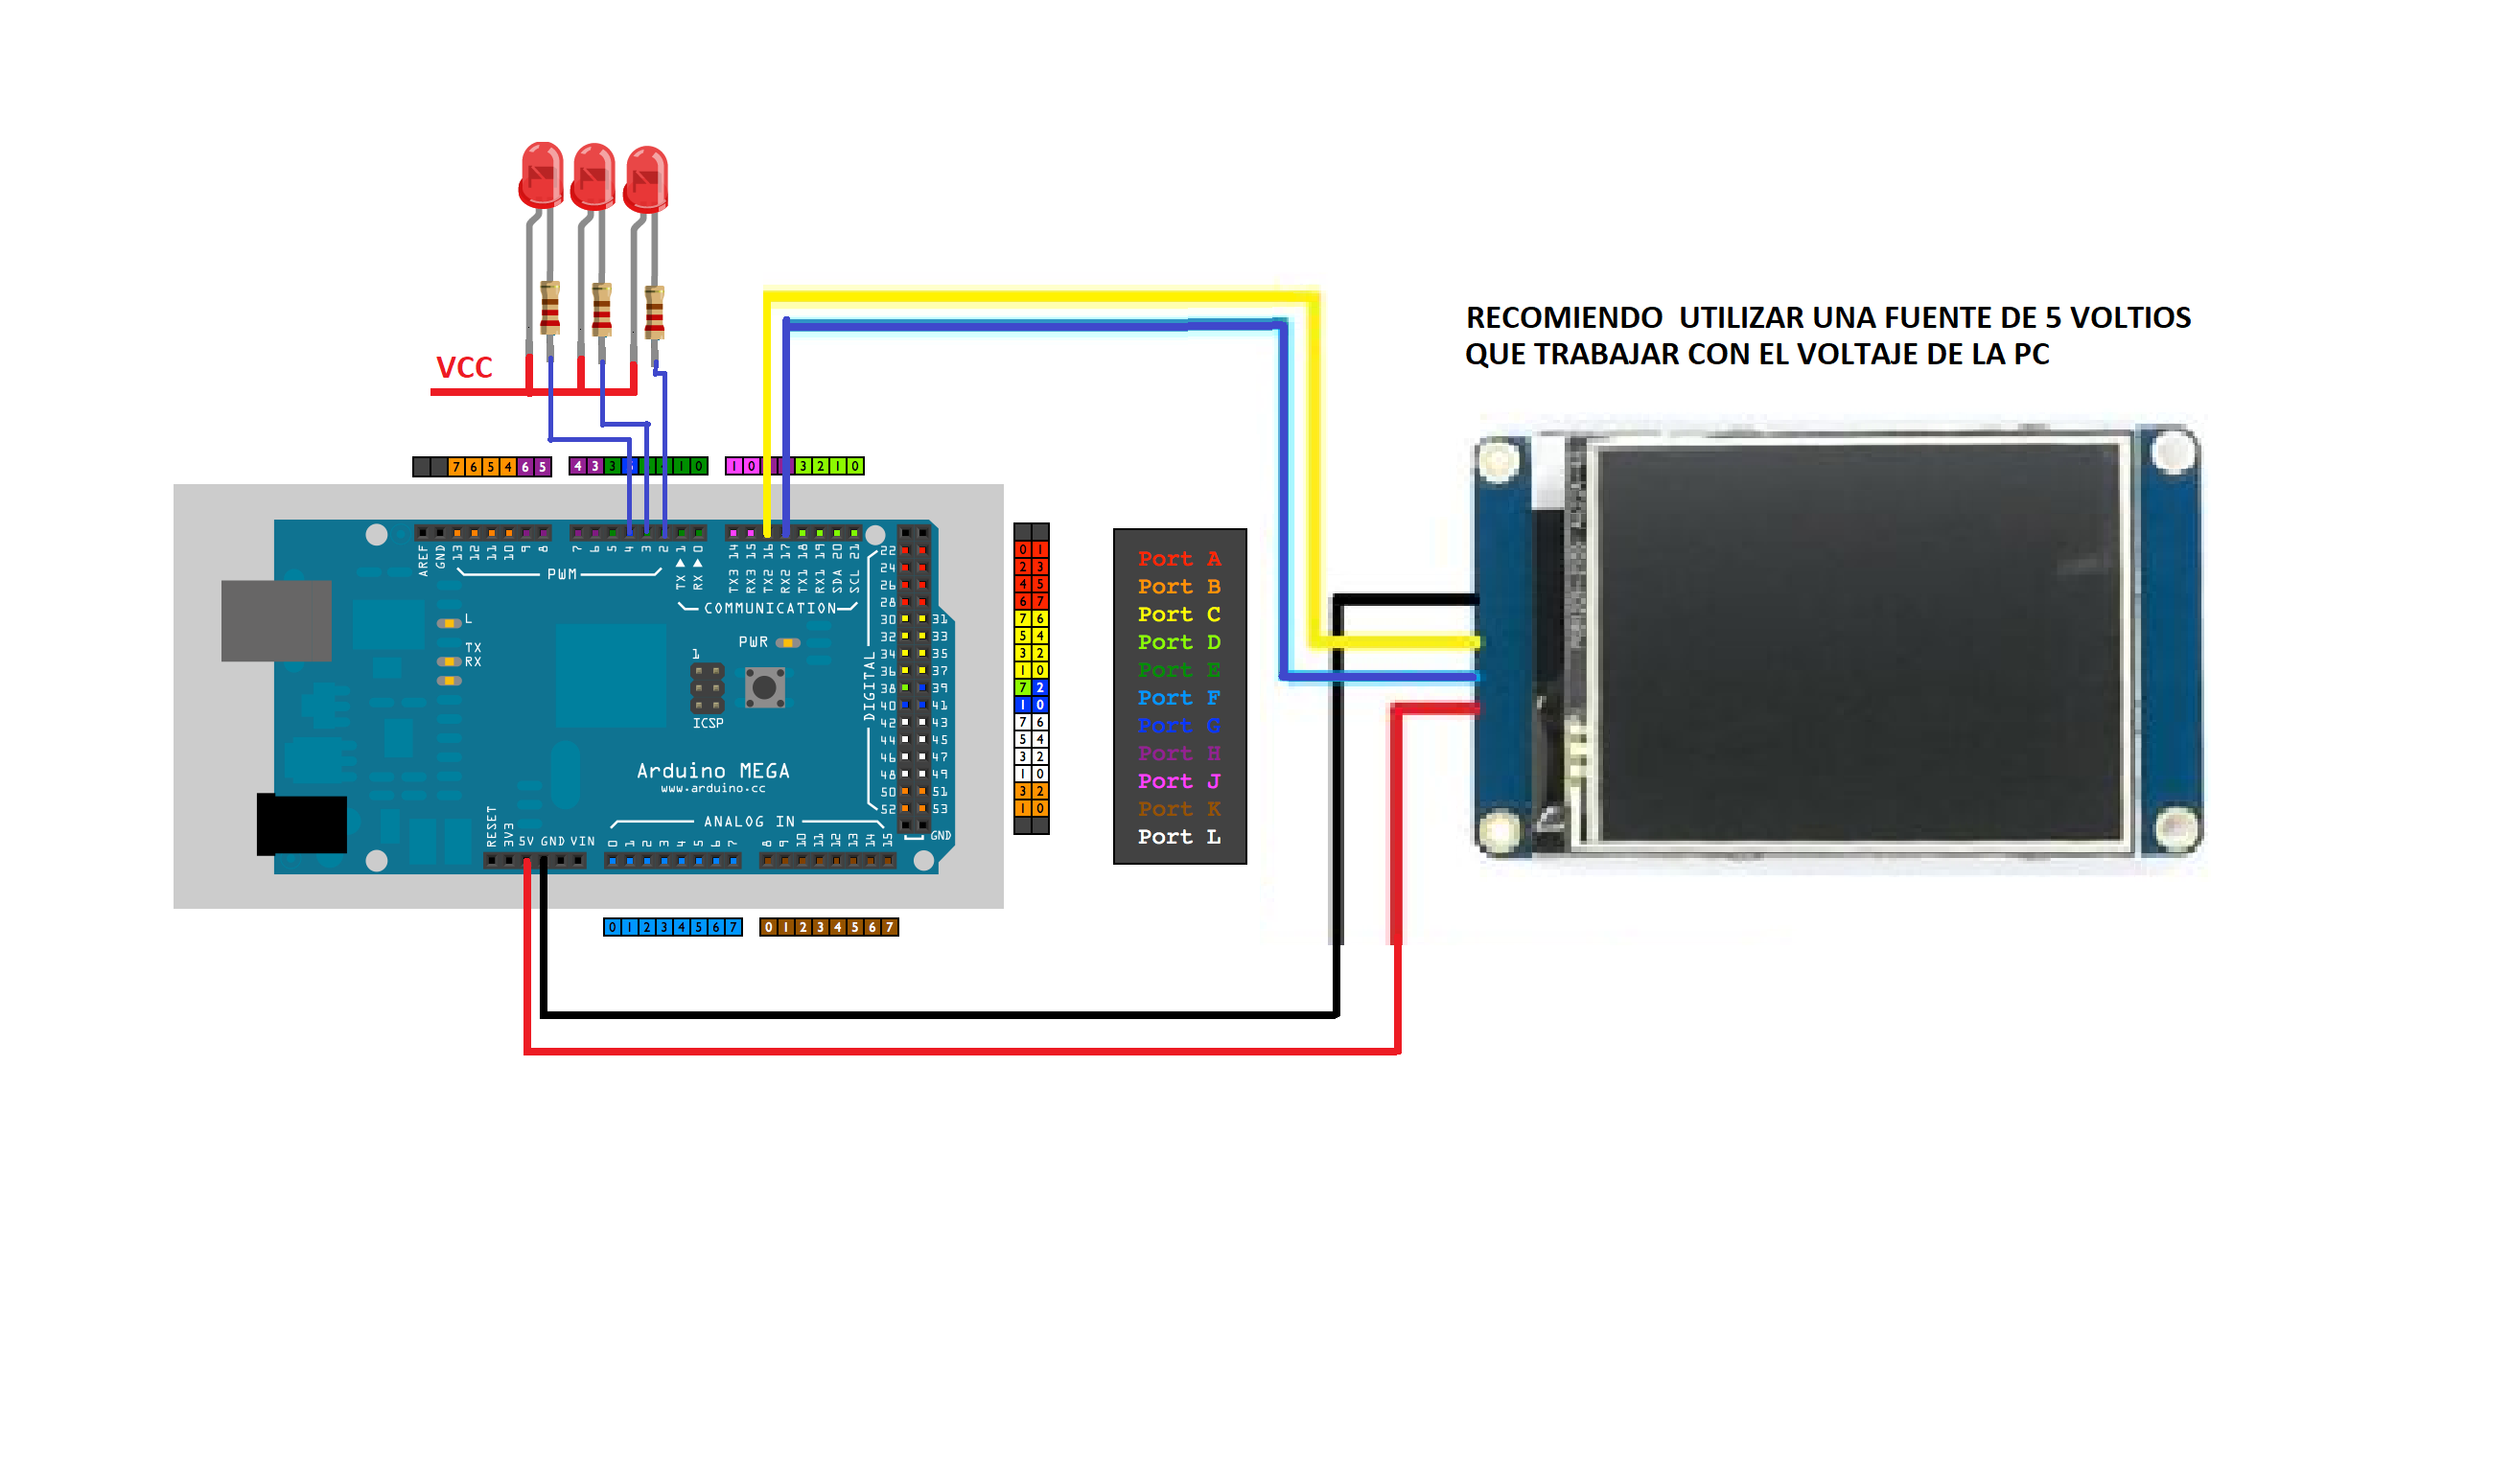 RECOMIENDO UTILIZAR UNA FUENTE DE 5 VOLTIOS
QUE TRABAJAR CON EL VOLTAJE DE LA PC
VCC
7 6 5 4 6 5
4 3 3 1 0
1 0 3 2 1 0
AREF GND 13 12 11 10 9 8
7 6 5 4 3 2 TX ▶ 1 RX ▶ 0
TX3 14 RX3 15 TX2 16 RX2 17 TX1 18 RX1 19 SDA 20 SCL 21
PWM
COMMUNICATION
L
TX
RX
PWR
1
ICSP
Arduino MEGA
www.arduino.cc
DIGITAL
22
24
26
28
30 31
32 33
34 35
36 37
38 39
40 41
42 43
44 45
46 47
48 49
50 51
52 53
GND
0 1
2 3
4 5
6 7
7 6
5 4
3 2
1 0
7 2
1 0
7 6
5 4
3 2
1 0
3 2
1 0
Port A
Port B
Port C
Port D
Port E
Port F
Port G
Port H
Port J
Port K
Port L
ANALOG IN
RESET 3V3 5V GND VIN
0 1 2 3 4 5 6 7
8 9 10 11 12 13 14 15
0 1 2 3 4 5 6 7
0 1 2 3 4 5 6 7